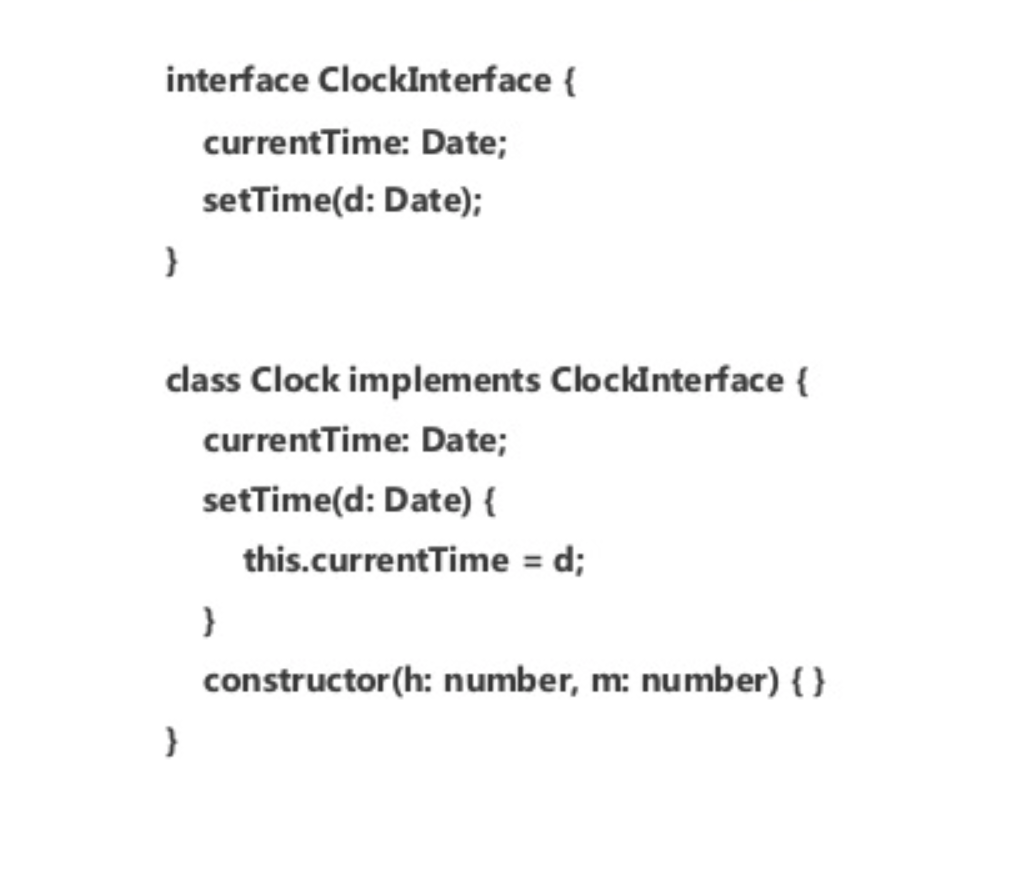 interface ClockInterface {
currentTime: Date;
setTime(d: Date);
}
class Clock implements ClockInterface {
currentTime: Date;
setTime(d: Date) {
this.currentTime = d;
}
constructor(h: number, m: number) { }
}